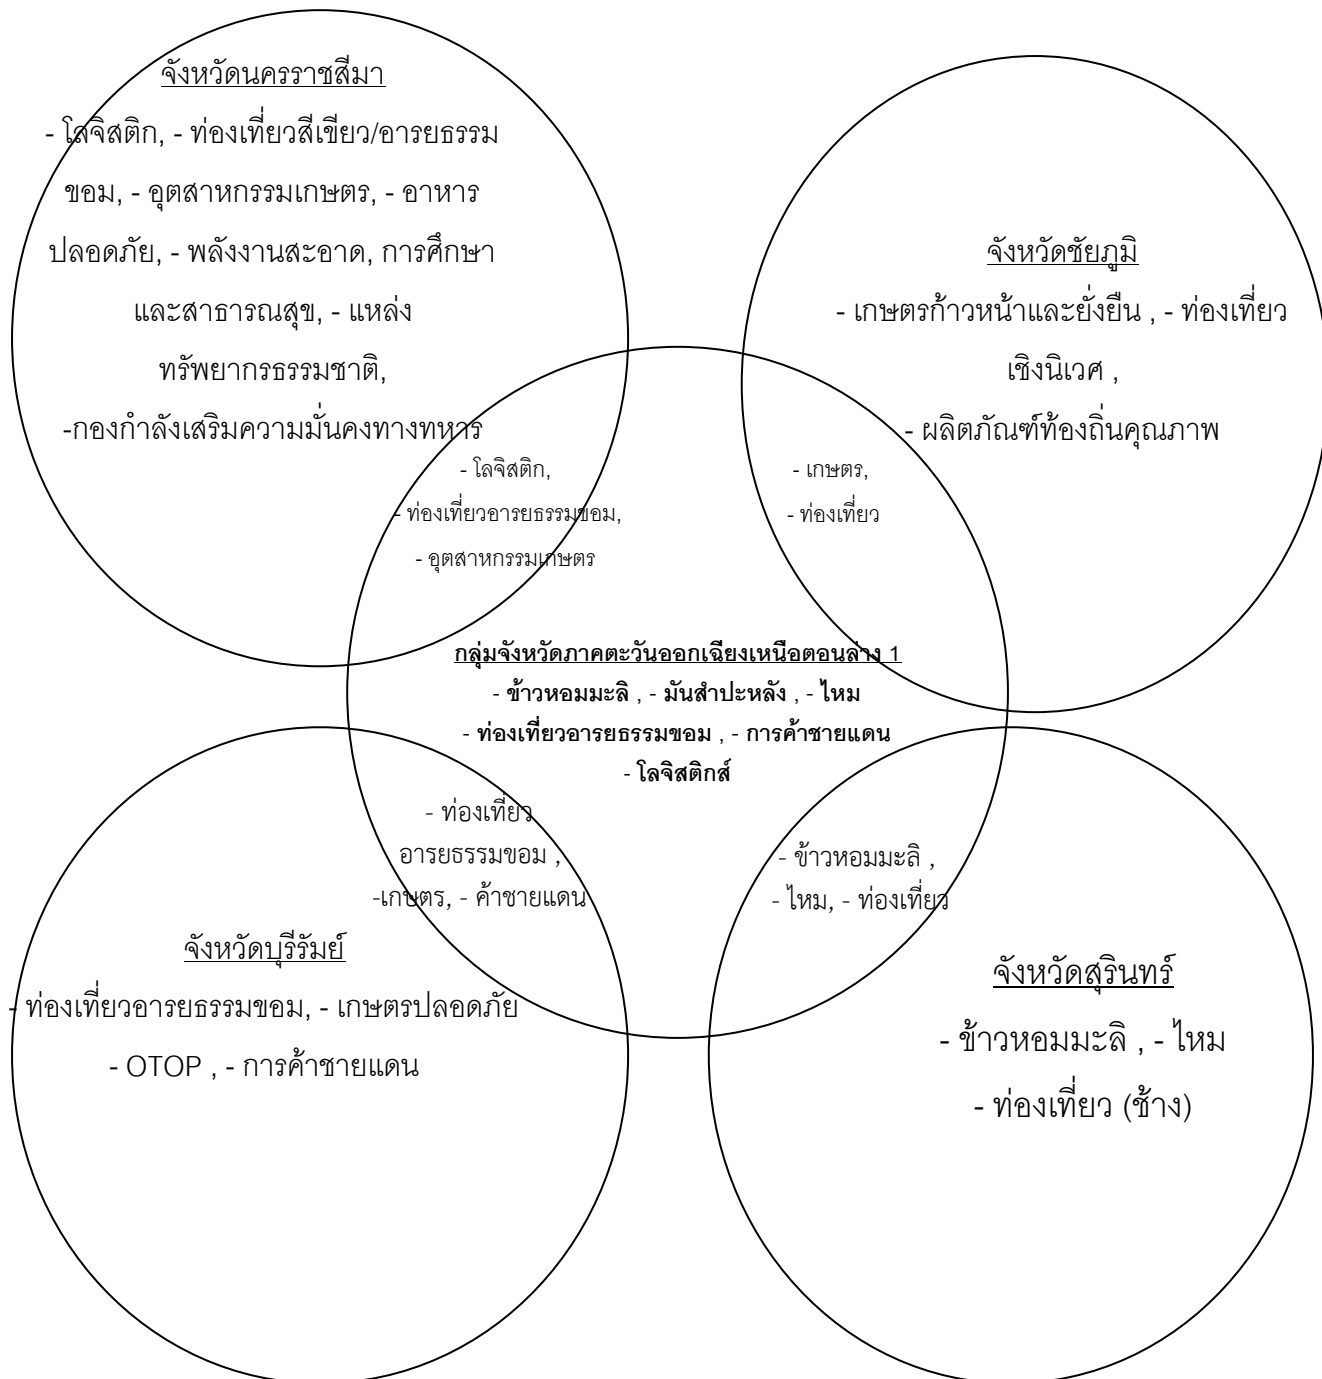 จังหวัดนครราชสีมา
- โลจิสติก, - ท่องเที่ยวสีเขียว/อารยธรรม
ขอม, - อุตสาหกรรมเกษตร, - อาหาร
ปลอดภัย, - พลังงานสะอาด, การศึกษา
และสาธารณสุข, - แหล่ง
ทรัพยากรธรรมชาติ,
-กองกำลังเสริมความมั่นคงทางทหาร
จังหวัดชัยภูมิ
- เกษตรก้าวหน้าและยั่งยืน , - ท่องเที่ยว
เชิงนิเวศ ,
- ผลิตภัณฑ์ท้องถิ่นคุณภาพ
- โลจิสติก,
- ท่องเที่ยวอารยธรรมขอม,
- อุตสาหกรรมเกษตร
- เกษตร,
- ท่องเที่ยว
กลุ่มจังหวัดภาคตะวันออกเฉียงเหนือตอนล่าง 1
- ข้าวหอมมะลิ , - มันสำปะหลัง , - ไหม
- ท่องเที่ยวอารยธรรมขอม , - การค้าชายแดน
- โลจิสติกส์
- ท่องเที่ยว
อารยธรรมขอม ,
-เกษตร, - ค้าชายแดน
- ข้าวหอมมะลิ ,
- ไหม, - ท่องเที่ยว
จังหวัดบุรีรัมย์
- ท่องเที่ยวอารยธรรมขอม, - เกษตรปลอดภัย
- OTOP , - การค้าชายแดน
จังหวัดสุรินทร์
- ข้าวหอมมะลิ , - ไหม
- ท่องเที่ยว (ช้าง)